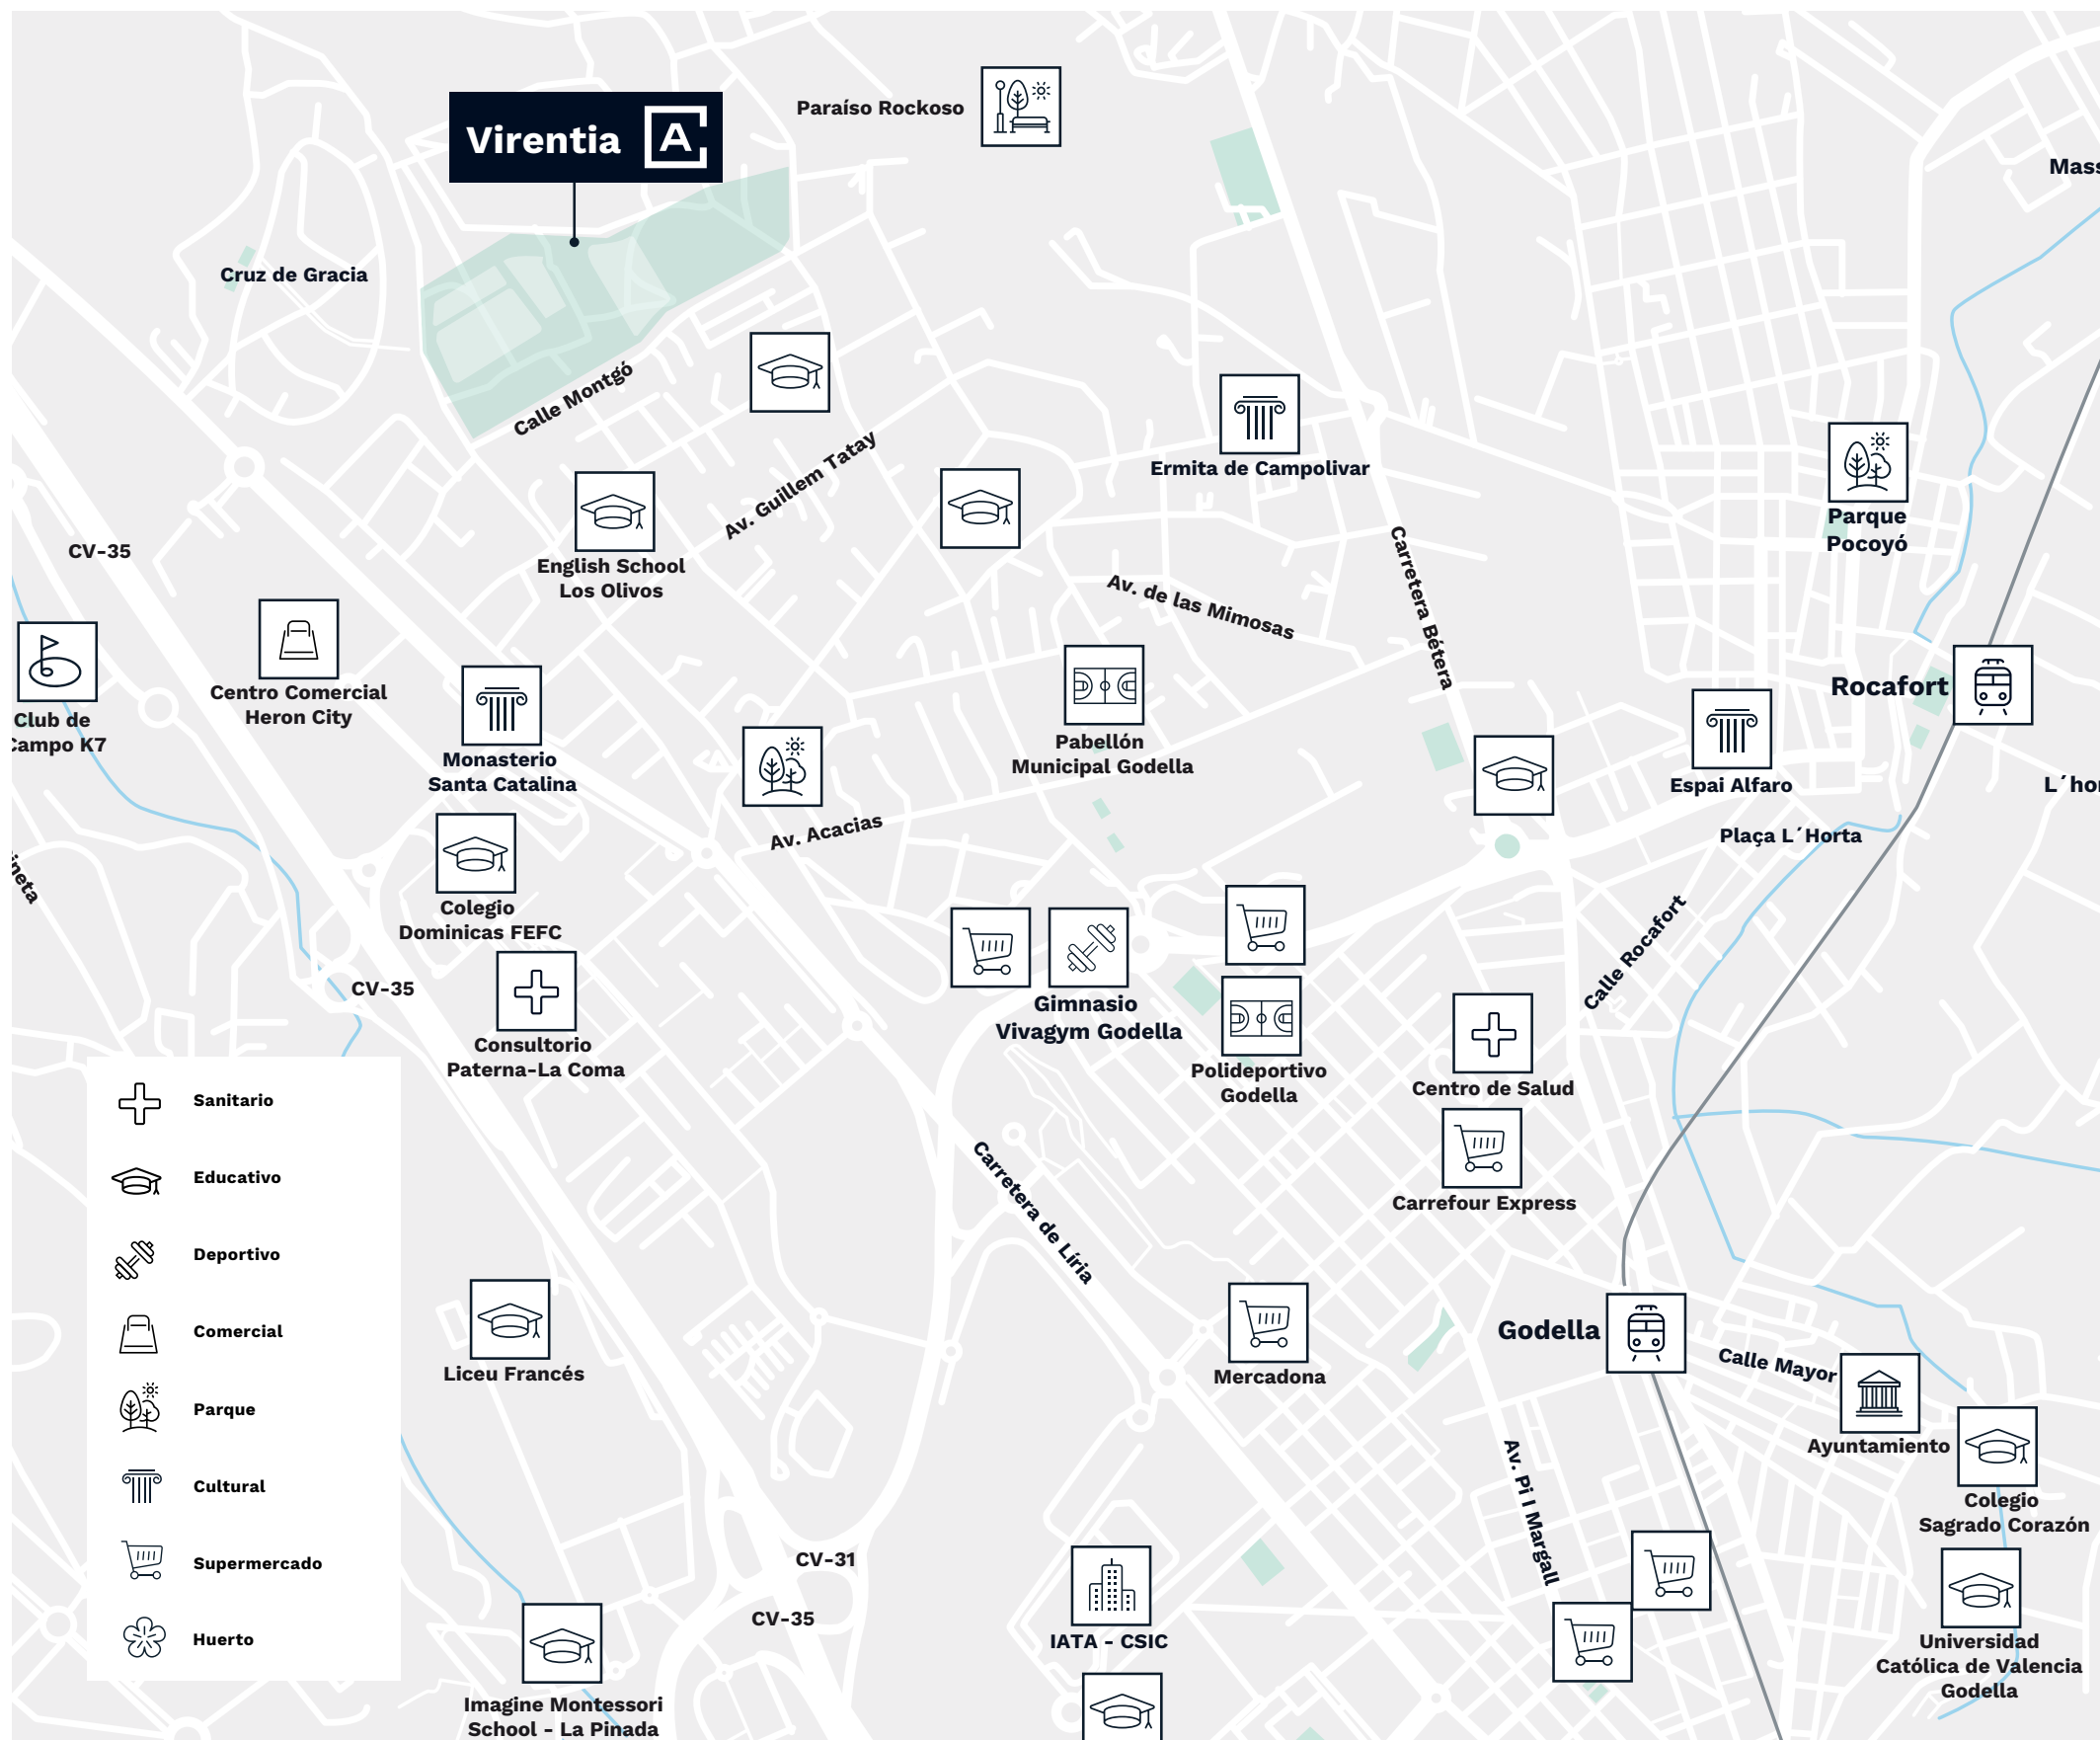 Paraíso Rockoso
Virentia A
Mass
Cruz de Gracia
Calle Montgó
Av. Guillem Tatay
Ermita de Campolivar
Parque
Pocoyó
CV-35
English School
Los Olivos
Av. de las Mimosas
Carretera Bétera
Centro Comercial
Heron City
Club de
Campo K7
Monasterio
Santa Catalina
Pabellón
Municipal Godella
Rocafort
Espai Alfaro
L´hor
Av. Acacias
Plaça L´Horta
ineta
Colegio
Dominicas FEFC
Calle Rocafort
CV-35
Gimnasio
Vivagym Godella
Consultorio
Paterna-La Coma
Polideportivo
Godella
Centro de Salud
Carretera de Líria
Carrefour Express
Sanitario
Educativo
Deportivo
Comercial
Parque
Cultural
Supermercado
Huerto
Liceu Francés
Mercadona
Godella
Calle Mayor
Ayuntamiento
Av. Pi I Margall
Colegio
Sagrado Corazón
CV-31
CV-35
IATA - CSIC
Universidad
Católica de Valencia
Godella
Imagine Montessori
School - La Pinada